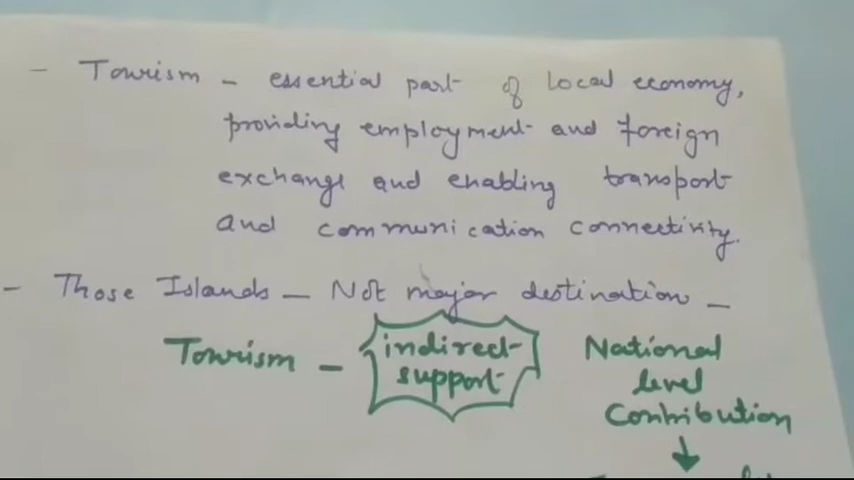 - Tourism - essential part of local economy,
providing employment and foreign
exchange and enabling transport
and communication connectivity.
- Those Islands - Not major destination -
Tourism - indirect support
National level Contribution
↓